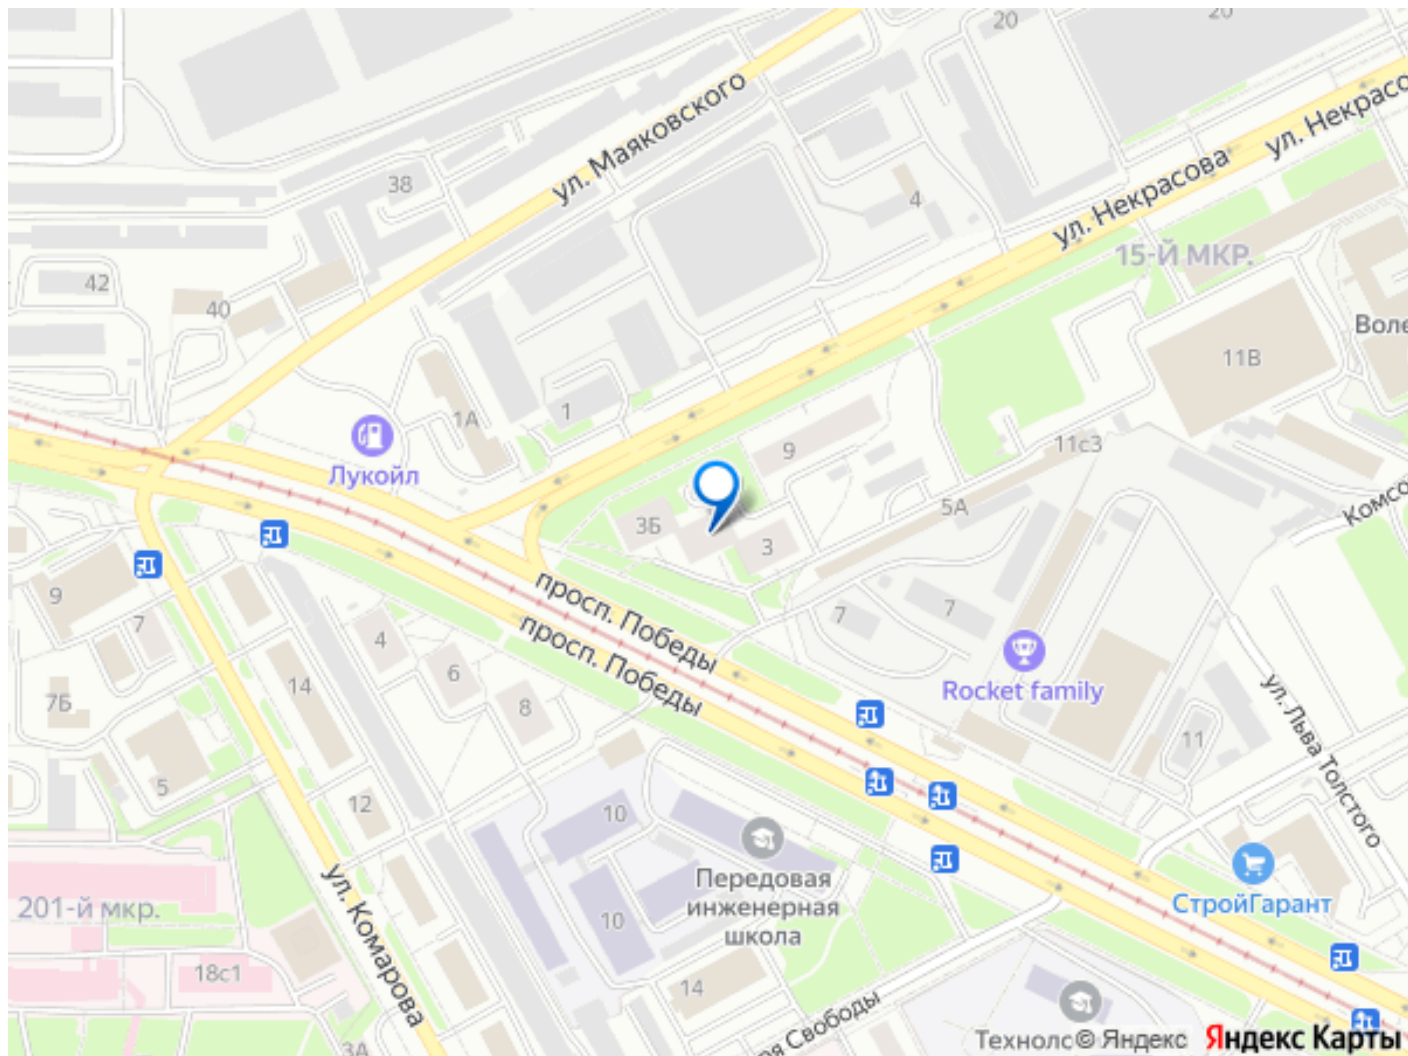 20
20
ул. Маяковского
ул. Некрасо
ул. Некрасова
38
4
15-Й МКР.
42
40
Воле
11В
1
1А
9
11с3
Лукойл
5А
Комсо
3Б
3
просп. Победы
просп. Победы
9
7
4
6
8
7
7
Rocket family
14
7Б
11
ул. Льва Толстого
5
12
10
Передовая
инженерная
школа
10
СтройГарант
ул. Комарова
201-й мкр.
18с1
14
3А
ря Свободы
Технолс
© Яндекс
Яндекс Карты